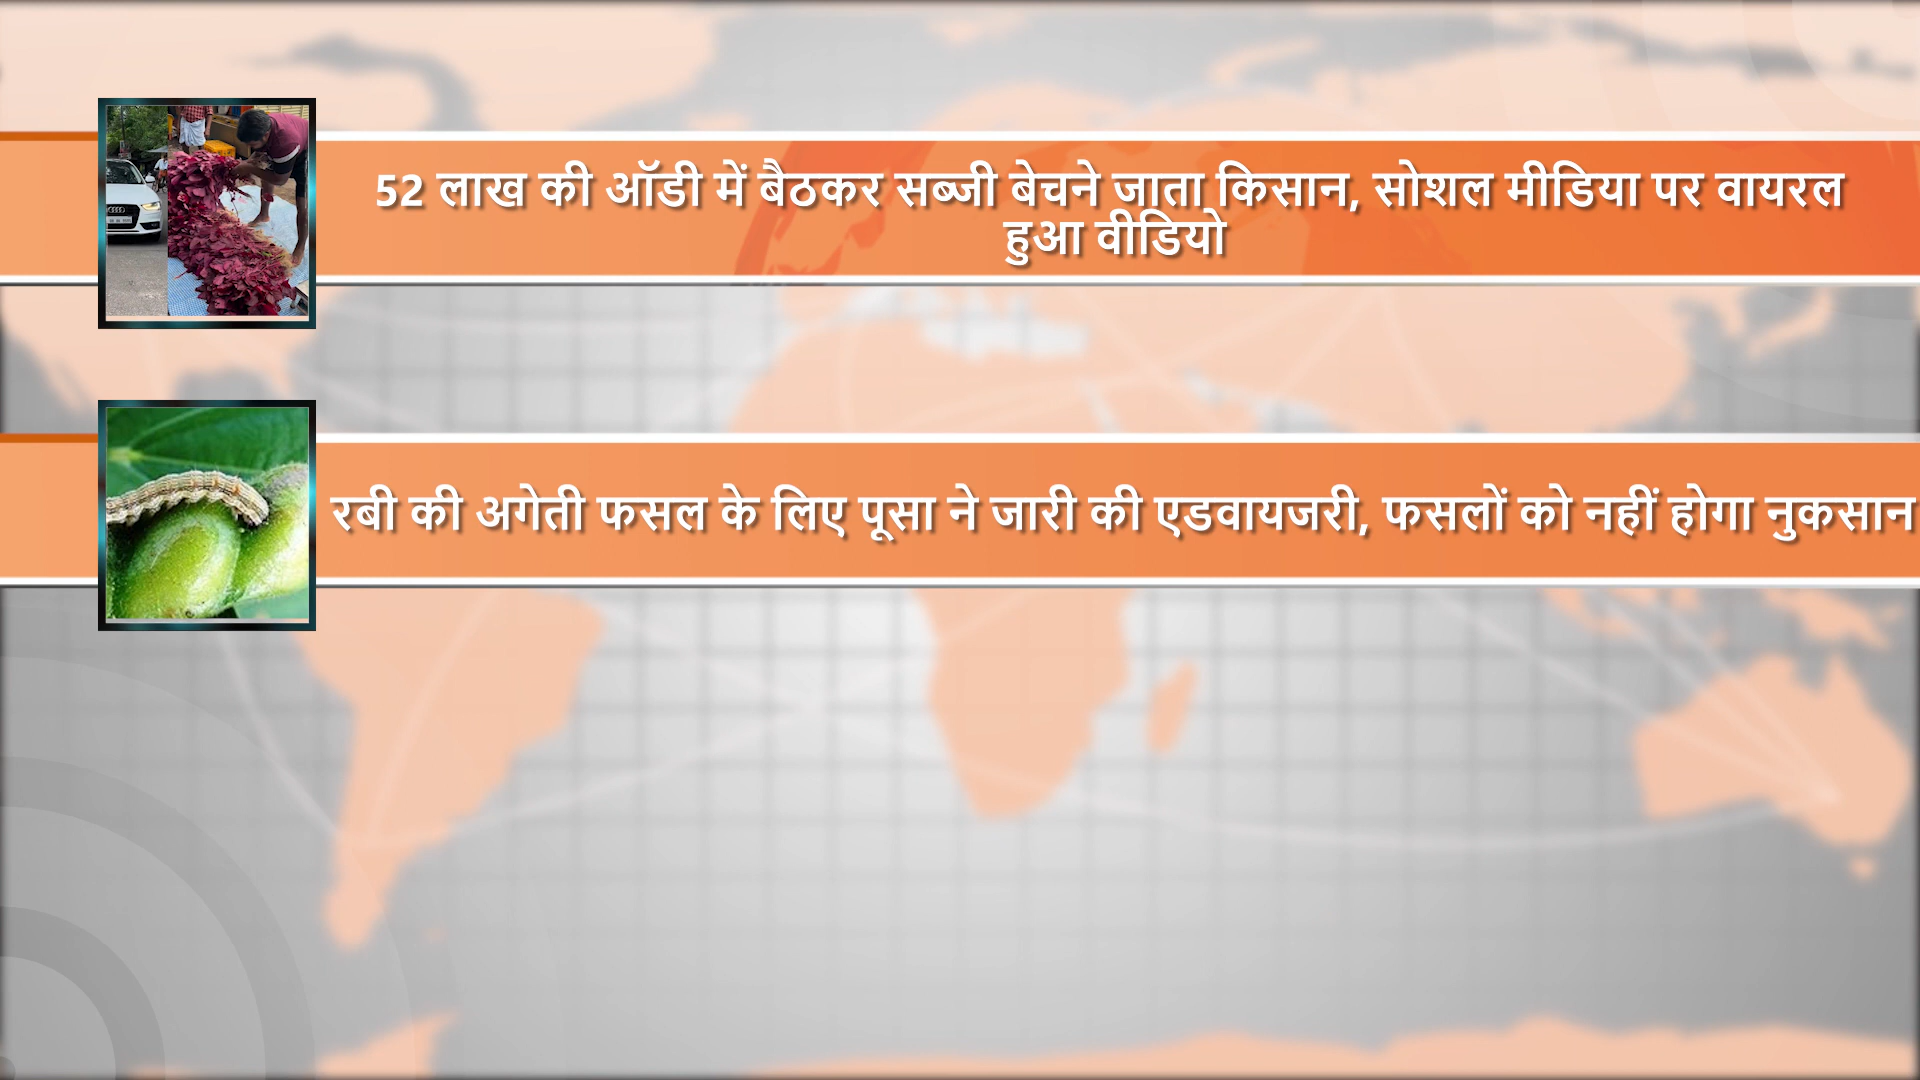 52 लाख की ऑडी में बैठकर सब्जी बेचने जाता किसान, सोशल मीडिया पर वायरल
हुआ वीडियो
रबी की अगेती फसल के लिए पूसा ने जारी की एडवायजरी, फसलों को नहीं होगा नुकसान